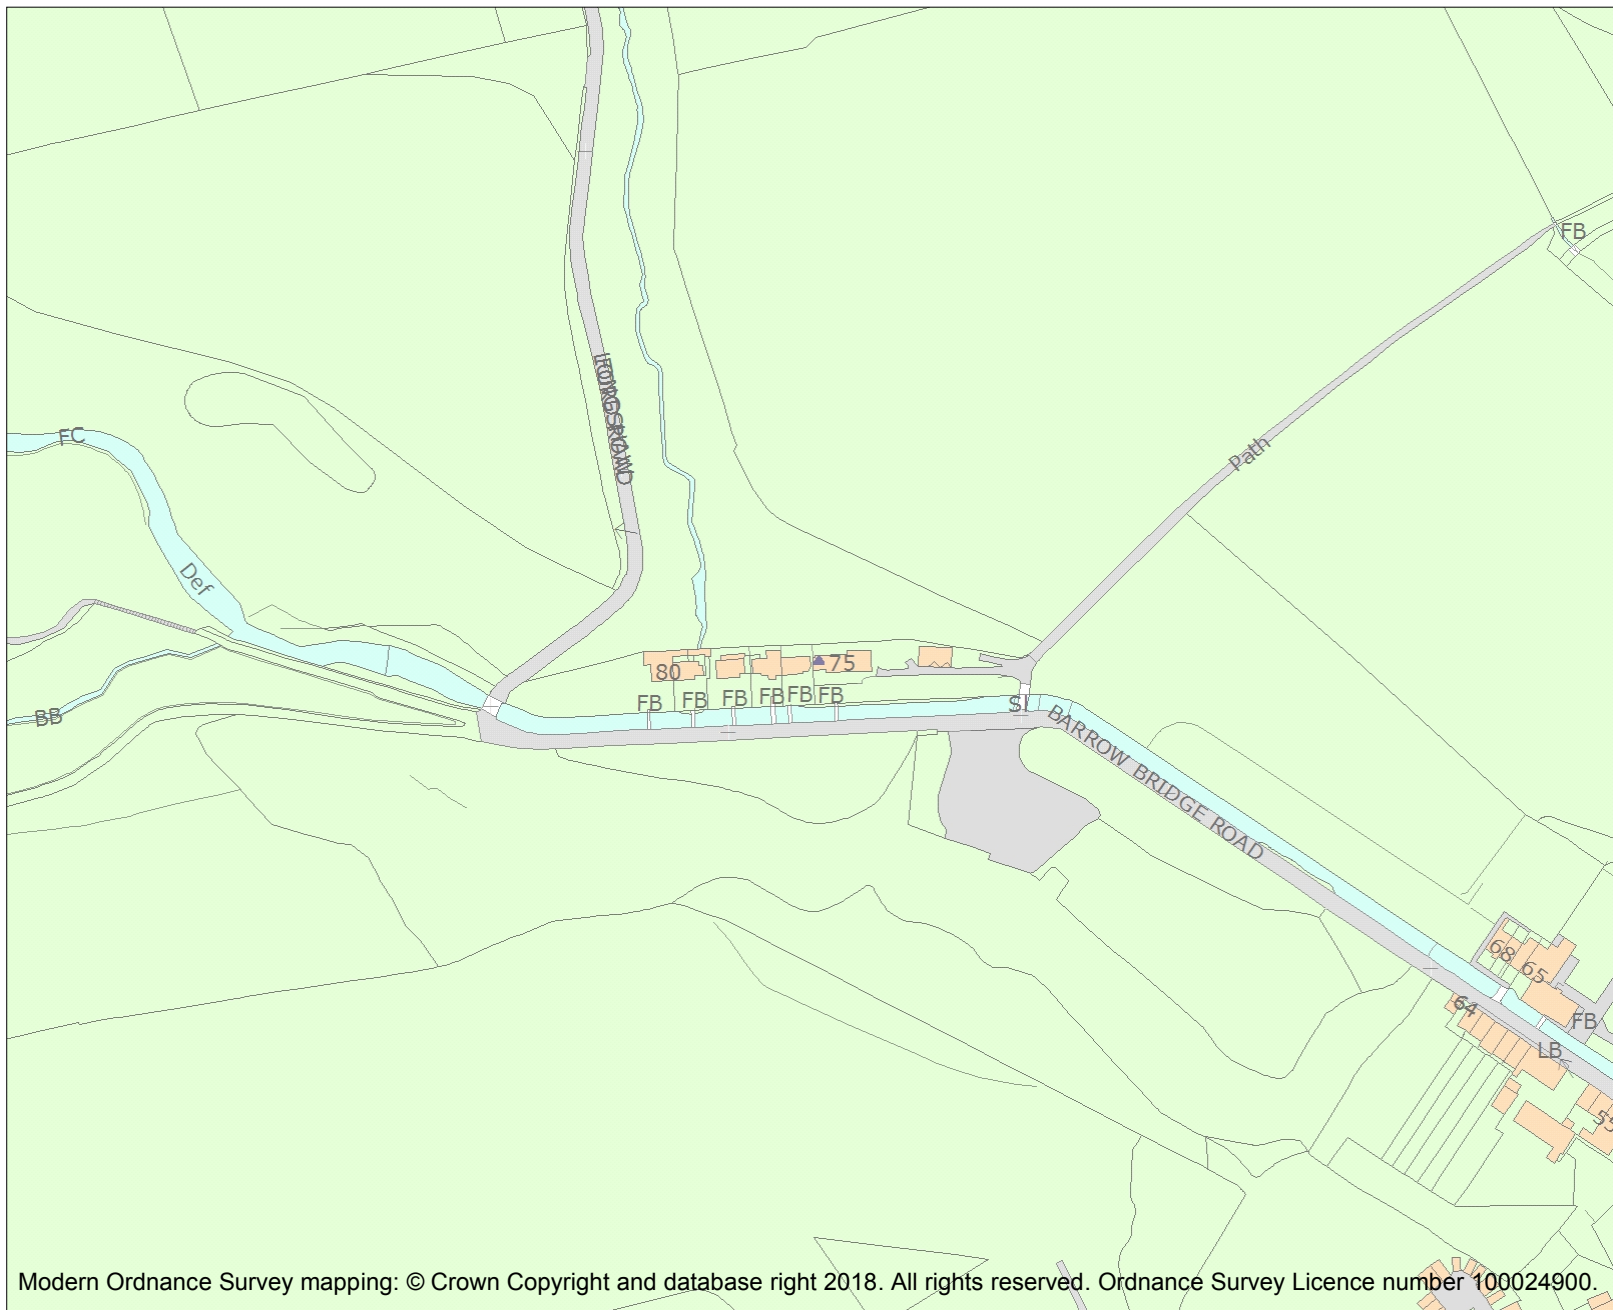 FB
FC
Path
Def
80
75
FB FB FB FB FB FB
SI
BB
BARROW BRIDGE ROAD
68
65
64
FB
LB
55
Modern Ordnance Survey mapping: © Crown Copyright and database right 2018. All rights reserved. Ordnance Survey Licence number 100024900.